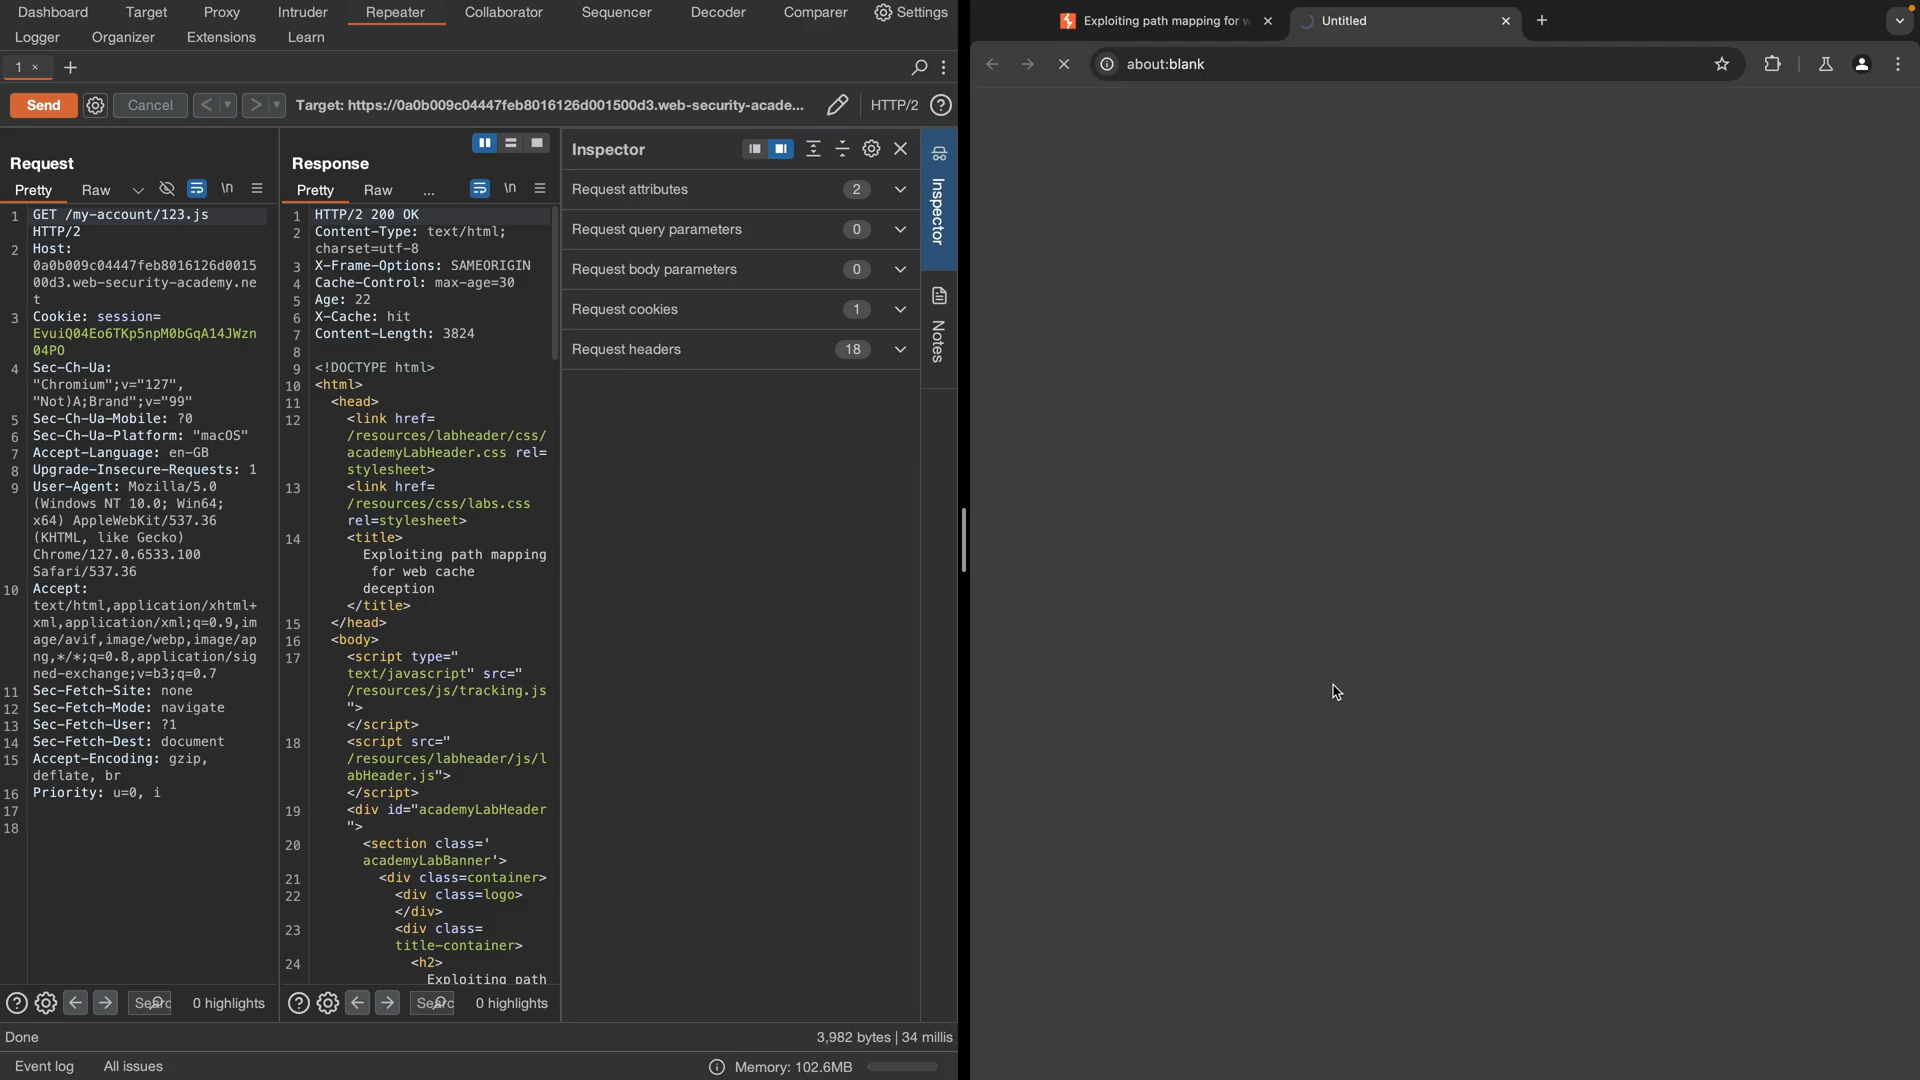 Dashboard Target Proxy Intruder Repeater Collaborator Sequencer Decoder Comparer Settings
Logger Organizer Extensions Learn
1 × +
Send Cancel < > Target: https://0a0b009c04447feb8016126d001500d3.web-security-acade... HTTP/2
Request
Pretty Raw \n
1 GET /my-account/123.js
HTTP/2
2 Host:
0a0b009c04447feb8016126d0015
00d3.web-security-academy.ne
t
3 Cookie: session=
EvuiQ04Eo6TKp5npM0bGqA14JWzn
04PO
4 Sec-Ch-Ua:
"Chromium";v="127",
"Not)A;Brand";v="99"
5 Sec-Ch-Ua-Mobile: ?0
6 Sec-Ch-Ua-Platform: "macOS"
7 Accept-Language: en-GB
8 Upgrade-Insecure-Requests: 1
9 User-Agent: Mozilla/5.0
(Windows NT 10.0; Win64;
x64) AppleWebKit/537.36
(KHTML, like Gecko)
Chrome/127.0.6533.100
Safari/537.36
10 Accept:
text/html,application/xhtml+
xml,application/xml;q=0.9,im
age/avif,image/webp,image/ap
ng,*/*;q=0.8,application/sig
ned-exchange;v=b3;q=0.7
11 Sec-Fetch-Site: none
12 Sec-Fetch-Mode: navigate
13 Sec-Fetch-User: ?1
14 Sec-Fetch-Dest: document
15 Accept-Encoding: gzip,
deflate, br
16 Priority: u=0, i
17
18
0 highlights
Response
Pretty Raw ... \n
1 HTTP/2 200 OK
2 Content-Type: text/html;
charset=utf-8
3 X-Frame-Options: SAMEORIGIN
4 Cache-Control: max-age=30
5 Age: 22
6 X-Cache: hit
7 Content-Length: 3824
8
9 <!DOCTYPE html>
10 <html>
11 <head>
12 <link href=
/resources/labheader/css/
academyLabHeader.css rel=
stylesheet>
13 <link href=
/resources/css/labs.css
rel=stylesheet>
14 <title>
Exploiting path mapping
for web cache
deception
</title>
15 </head>
16 <body>
17 <script type="
text/javascript" src="
/resources/js/tracking.js
">
</script>
18 <script src="
/resources/labheader/js/l
abHeader.js">
</script>
19 <div id="academyLabHeader
">
20 <section class='
academyLabBanner'>
21 <div class=container>
22 <div class=logo>
</div>
23 <div class=
title-container>
24 <h2>
Exploiting path
0 highlights
Inspector
Request attributes 2
Request query parameters 0
Request body parameters 0
Request cookies 1
Request headers 18
Inspector
Notes
Done 3,982 bytes | 34 millis
Event log All issues Memory: 102.6MB
Exploiting path mapping for Untitled
about:blank